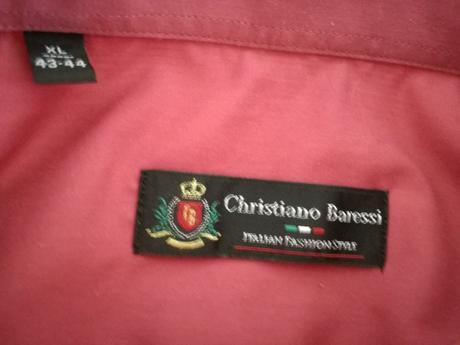 XL
43-44
Christiano Baressi
ITALIAN FASHION STYLE